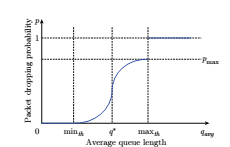 p
Packet dropping probability
1
p_max
0
min_th
q*
max_th
q_avg
Average queue length